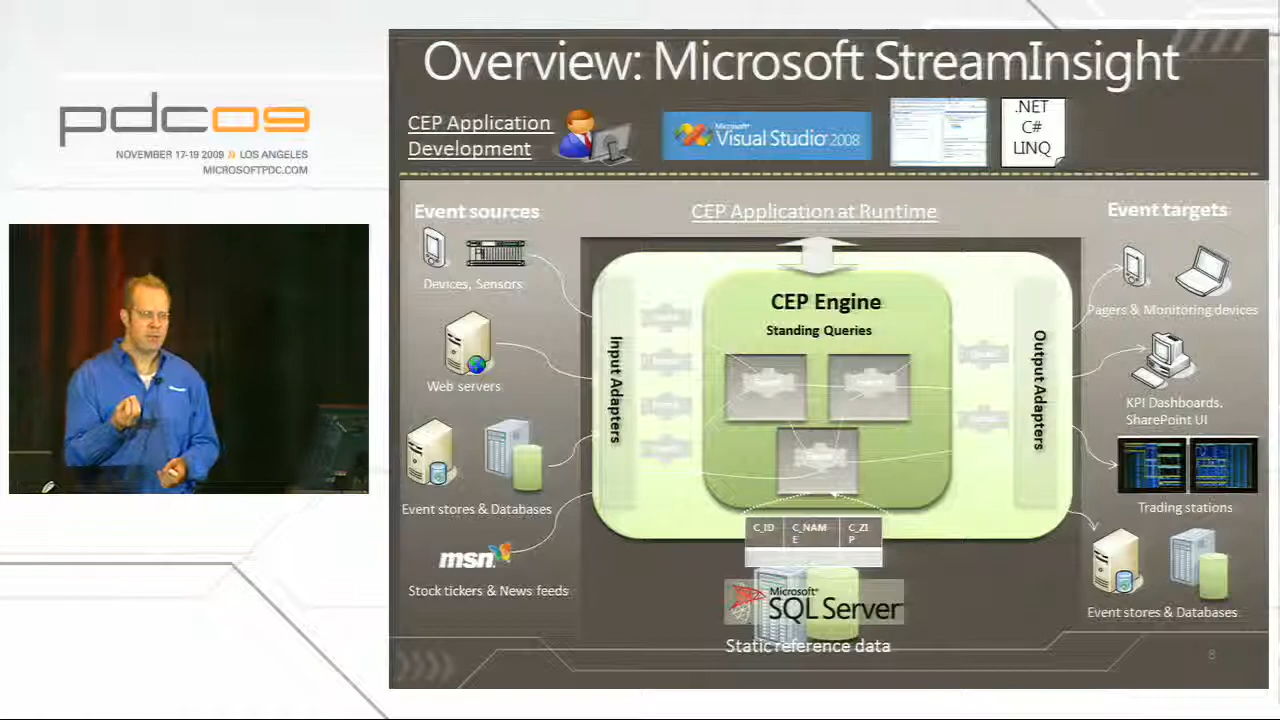 pdc09
NOVEMBER 17-19 2009 » LOS ANGELES
MICROSOFTPDC.COM
Overview: Microsoft StreamInsight
CEP Application
Development
Microsoft®
Visual Studio 2008
.NET
C#
LINQ
Event sources
CEP Application at Runtime
Event targets
Devices, Sensors
Web servers
Event stores & Databases
msn
Stock tickers & News feeds
Input Adapters
CEP Engine
Standing Queries
Output Adapters
C_ID
C_NAM
E
C_ZI
P
Microsoft®
SQL Server
Static reference data
Pagers & Monitoring devices
KPI Dashboards,
SharePoint UI
Trading stations
Event stores & Databases
8